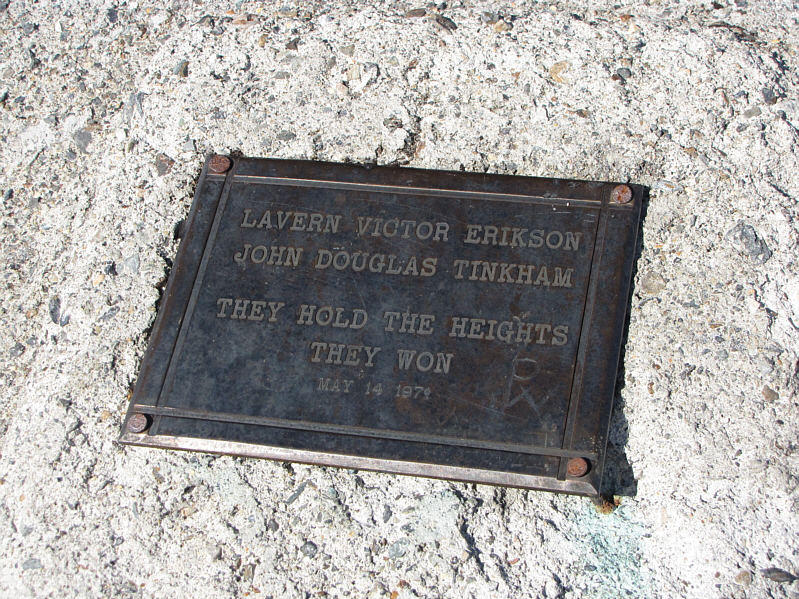 LAVERN VICTOR ERIKSON
JOHN DOUGLAS TINKHAM
THEY HOLD THE HEIGHTS
THEY WON
MAY 14